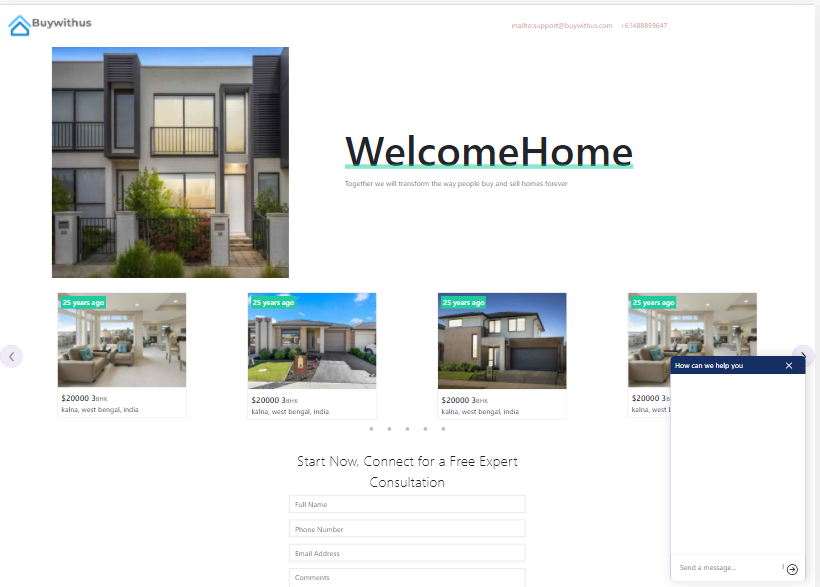 Buywithus
mailto:support@buywithus.com +61488859647
WelcomeHome
Together we will transform the way people buy and sell homes forever
25 years ago
25 years ago
25 years ago
25 years ago
$20000 3BHK
kalna, west bengal, india
$20000 3BHK
kalna, west bengal, india
$20000 3BHK
kalna, west bengal, india
$20000 3B
kalna, west b
How can we help you
Send a message...
Start Now, Connect for a Free Expert
Consultation
Full Name
Phone Number
Email Address
Comments